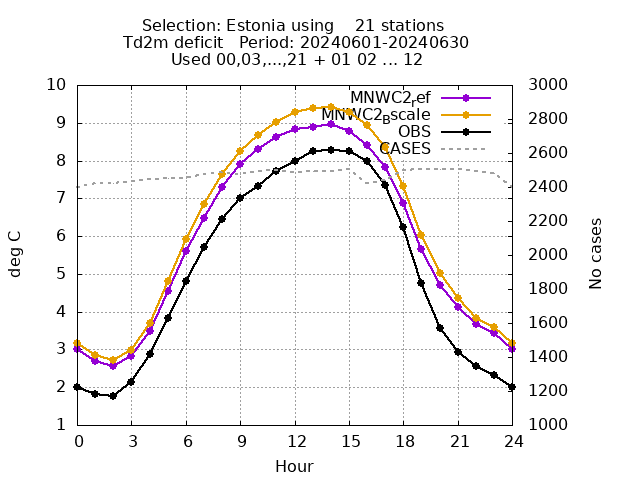 Selection: Estonia using    21 stations
Td2m deficit   Period: 20240601-20240630
Used 00,03,...,21 + 01 02 ... 12
MNWC2_ref
MNWC2_Bscale
OBS
CASES
10
9
8
7
6
5
4
3
2
1
deg C
3000
2800
2600
2400
2200
2000
1800
1600
1400
1200
1000
No cases
0 3 6 9 12 15 18 21 24
Hour